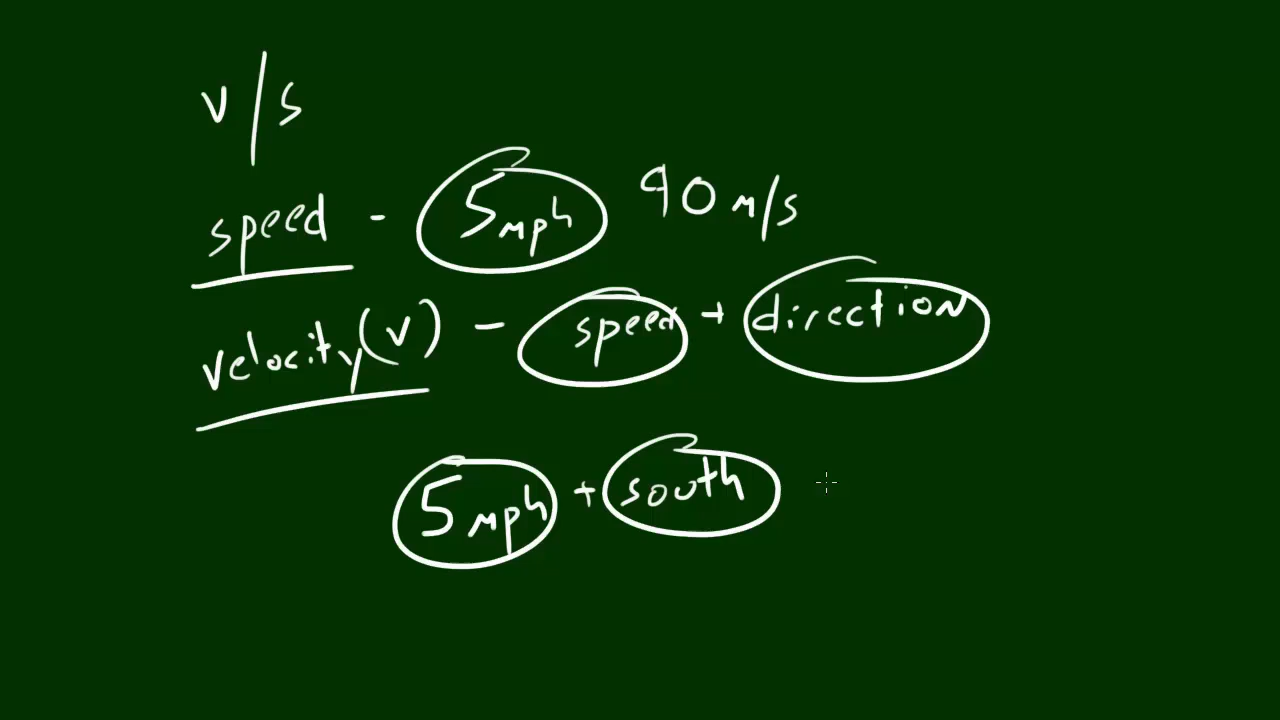 v/s
speed - 5mph 90 m/s
velocity (v) - speed + direction
5mph + south